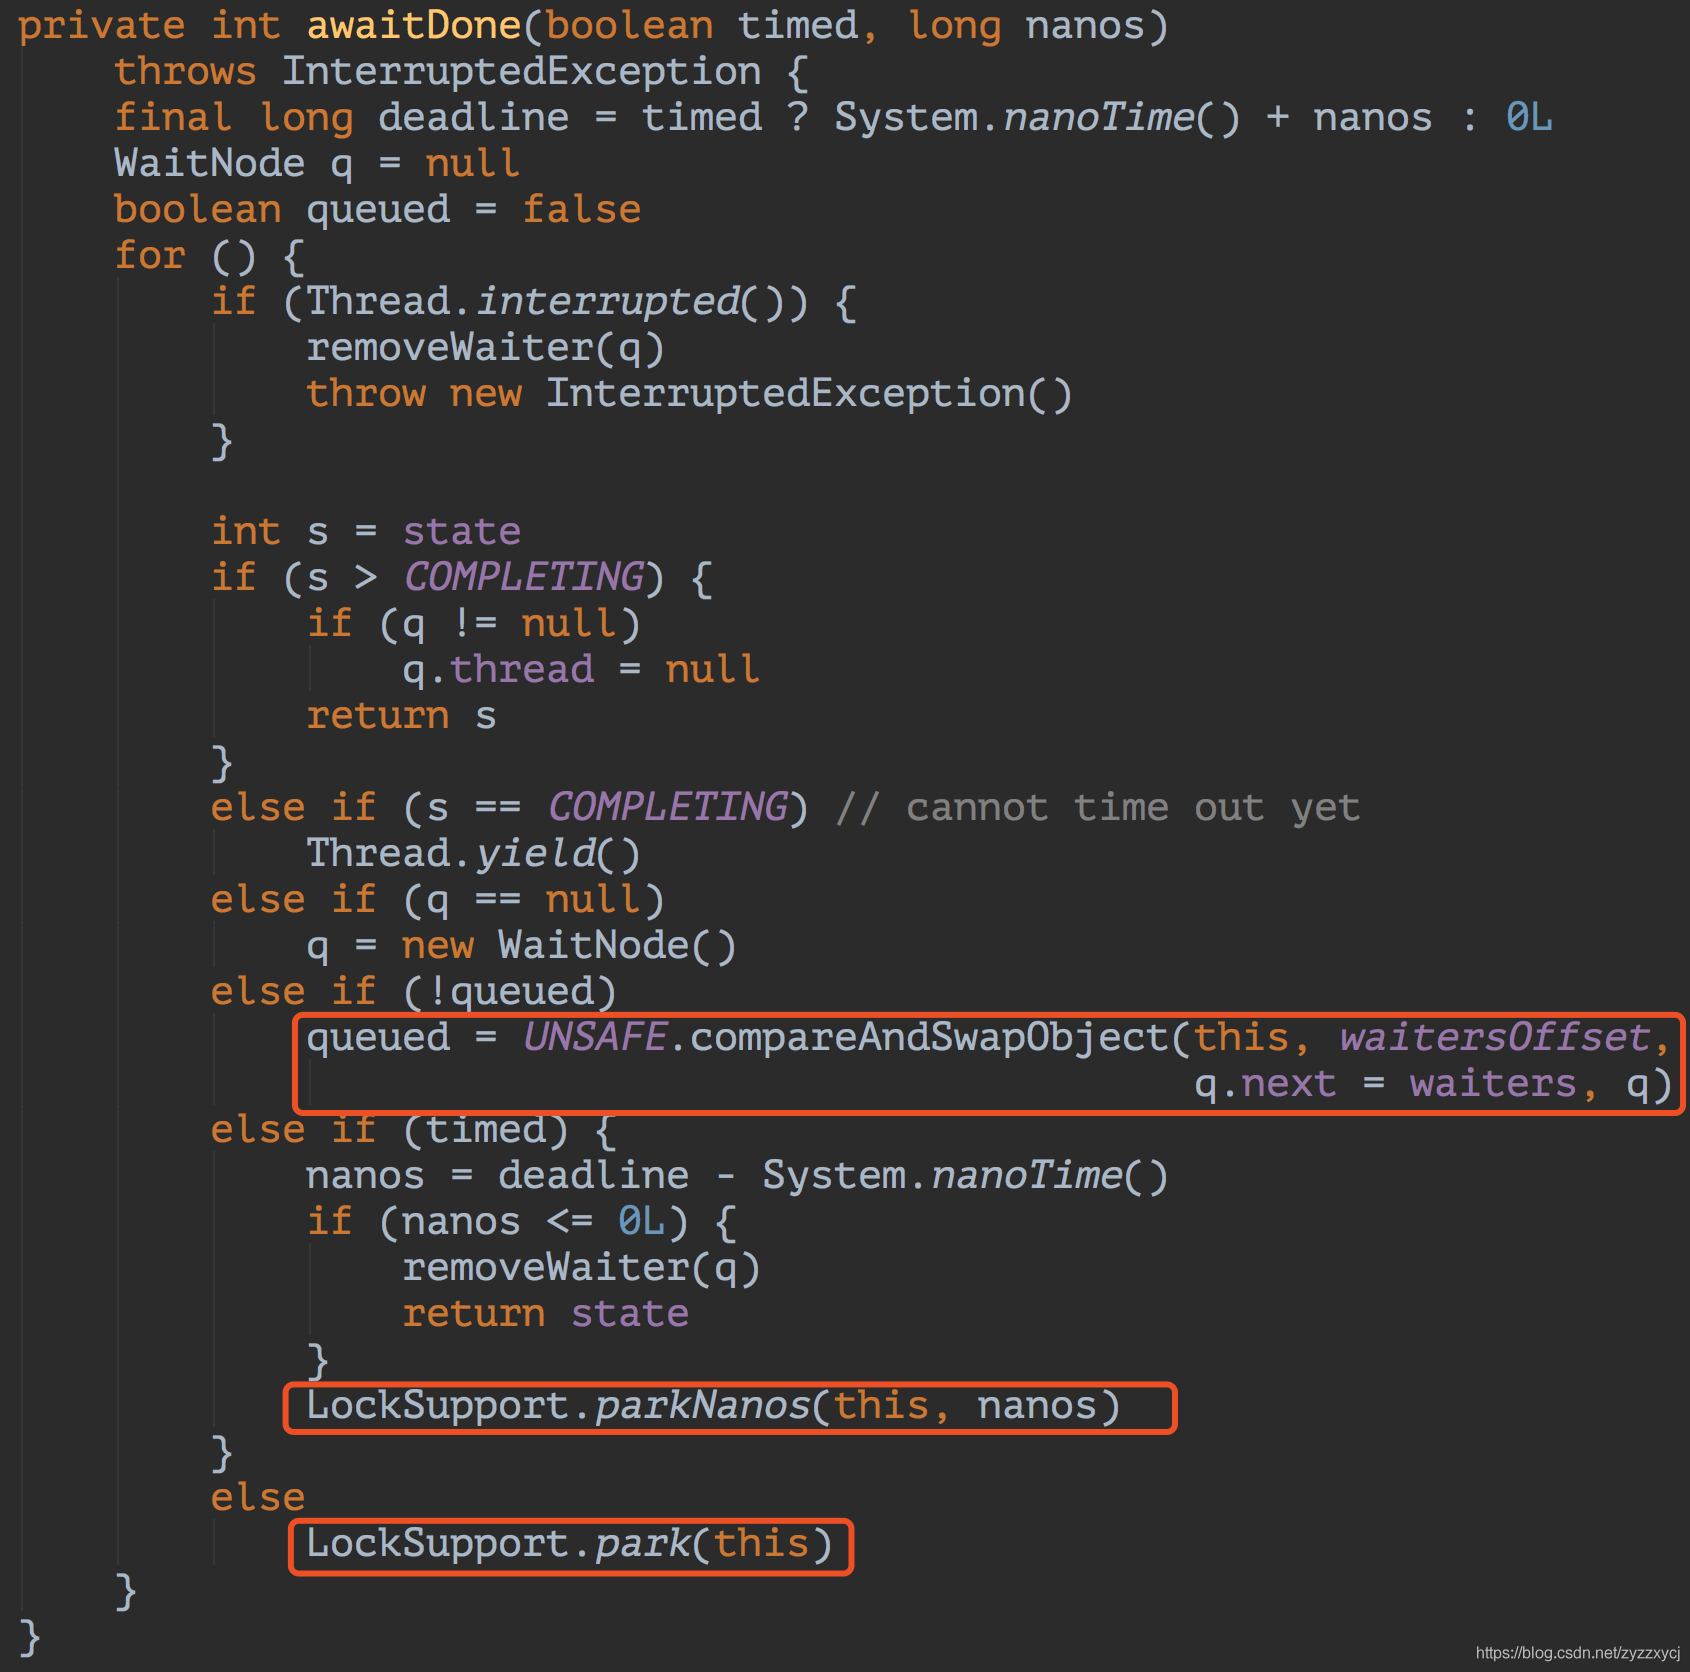 private int awaitDone(boolean timed, long nanos)
    throws InterruptedException {
    final long deadline = timed ? System.nanoTime() + nanos : 0L
    WaitNode q = null
    boolean queued = false
    for () {
        if (Thread.interrupted()) {
            removeWaiter(q)
            throw new InterruptedException()
        }

        int s = state
        if (s > COMPLETING) {
            if (q != null)
                q.thread = null
            return s
        }
        else if (s == COMPLETING) // cannot time out yet
            Thread.yield()
        else if (q == null)
            q = new WaitNode()
        else if (!queued)
            queued = UNSAFE.compareAndSwapObject(this, waitersOffset,
                                                 q.next = waiters, q)
        else if (timed) {
            nanos = deadline - System.nanoTime()
            if (nanos <= 0L) {
                removeWaiter(q)
                return state
            }
            LockSupport.parkNanos(this, nanos)
        }
        else
            LockSupport.park(this)
    }
}
https://blog.csdn.net/zyzzxycj